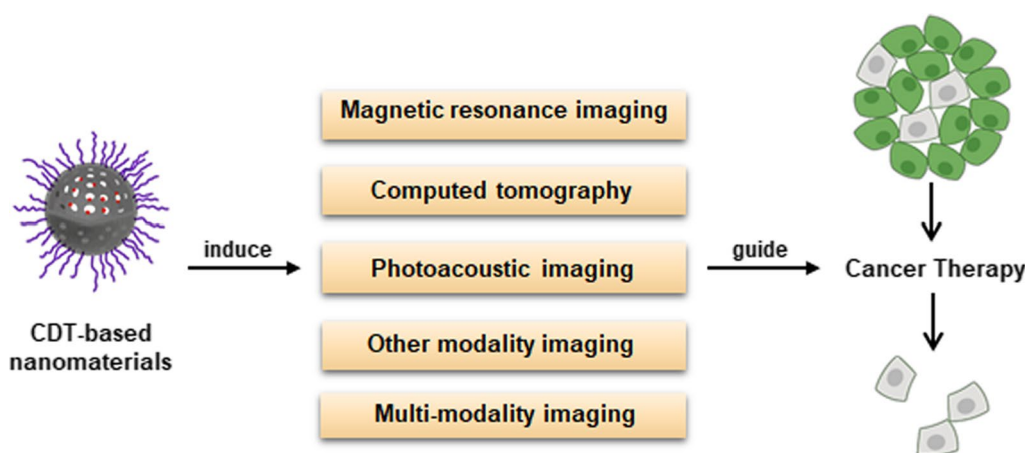 CDT-based
nanomaterials
induce
Magnetic resonance imaging
Computed tomography
Photoacoustic imaging
Other modality imaging
Multi-modality imaging
guide
Cancer Therapy